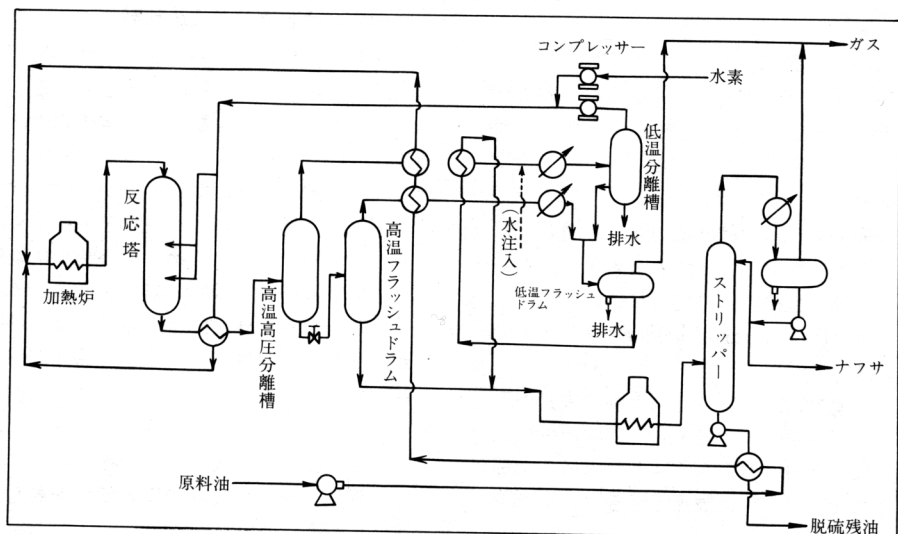 コンプレッサー
ガス
水素
低温分離槽
反応塔
(水注入)
排水
加熱炉
高温高圧分離槽
高温フラッシュドラム
低温フラッシュ
ドラム
排水
ストリッパー
ナフサ
原料油
脱硫残油